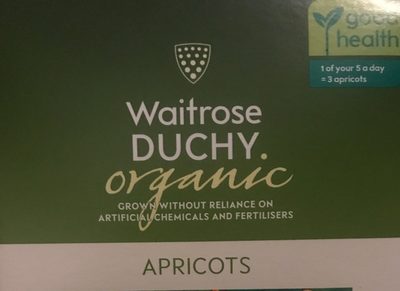 good
health
1 of your 5 a day
= 3 apricots
Waitrose
DUCHY
organic
GROWN WITHOUT RELIANCE ON
ARTIFICIAL CHEMICALS AND FERTILISERS
APRICOTS